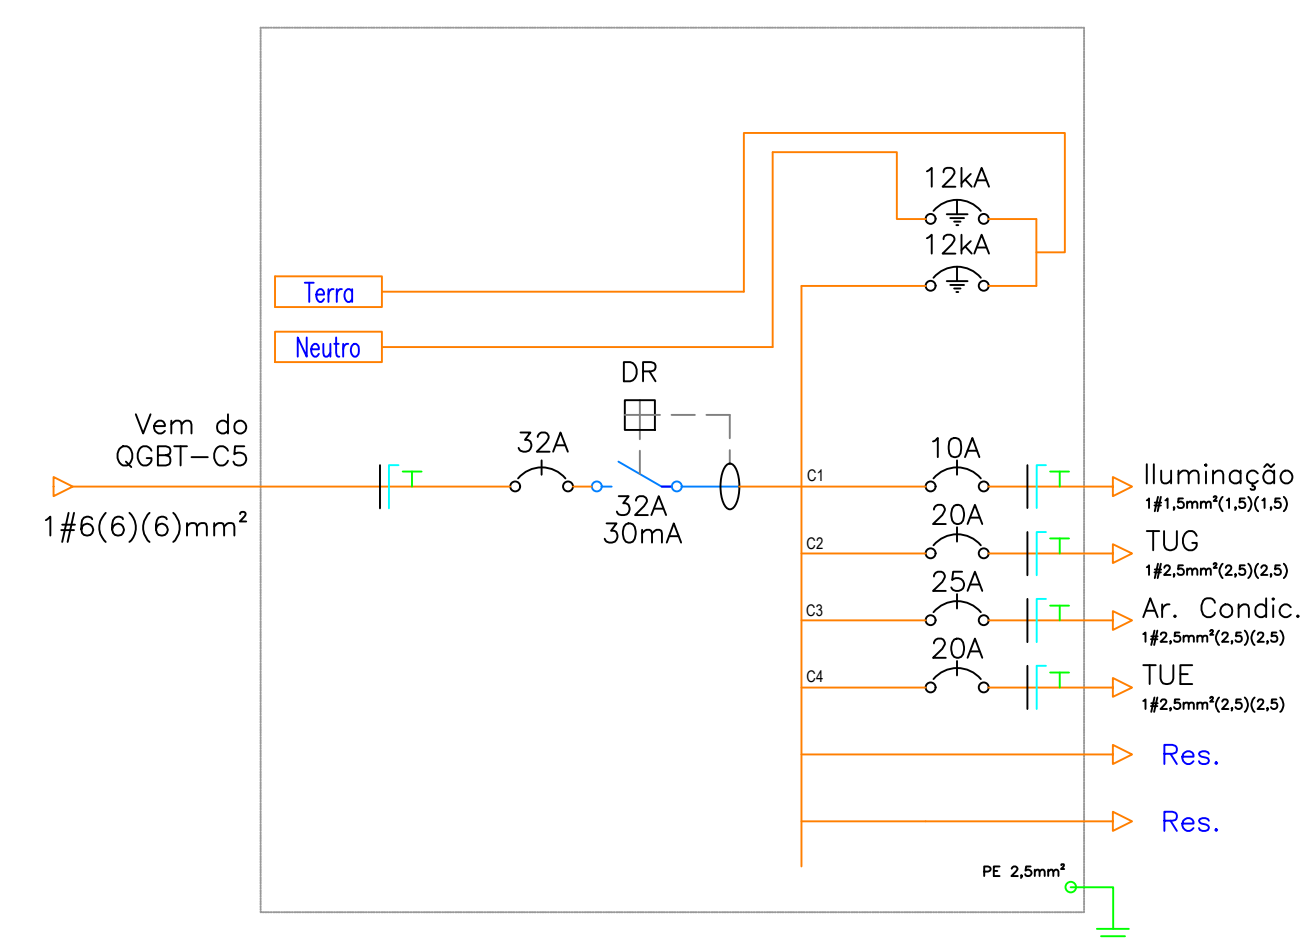 12kA
12kA
Terra
Neutro
DR
Vem do
QGBT-C5
1#6(6)(6)mm²
32A
32A
30mA
C1
10A
Iluminação
1#1,5mm²(1,5)(1,5)
C2
20A
TUG
1#2,5mm²(2,5)(2,5)
C3
25A
Ar. Condic.
1#2,5mm²(2,5)(2,5)
C4
20A
TUE
1#2,5mm²(2,5)(2,5)
Res.
Res.
PE 2,5mm²